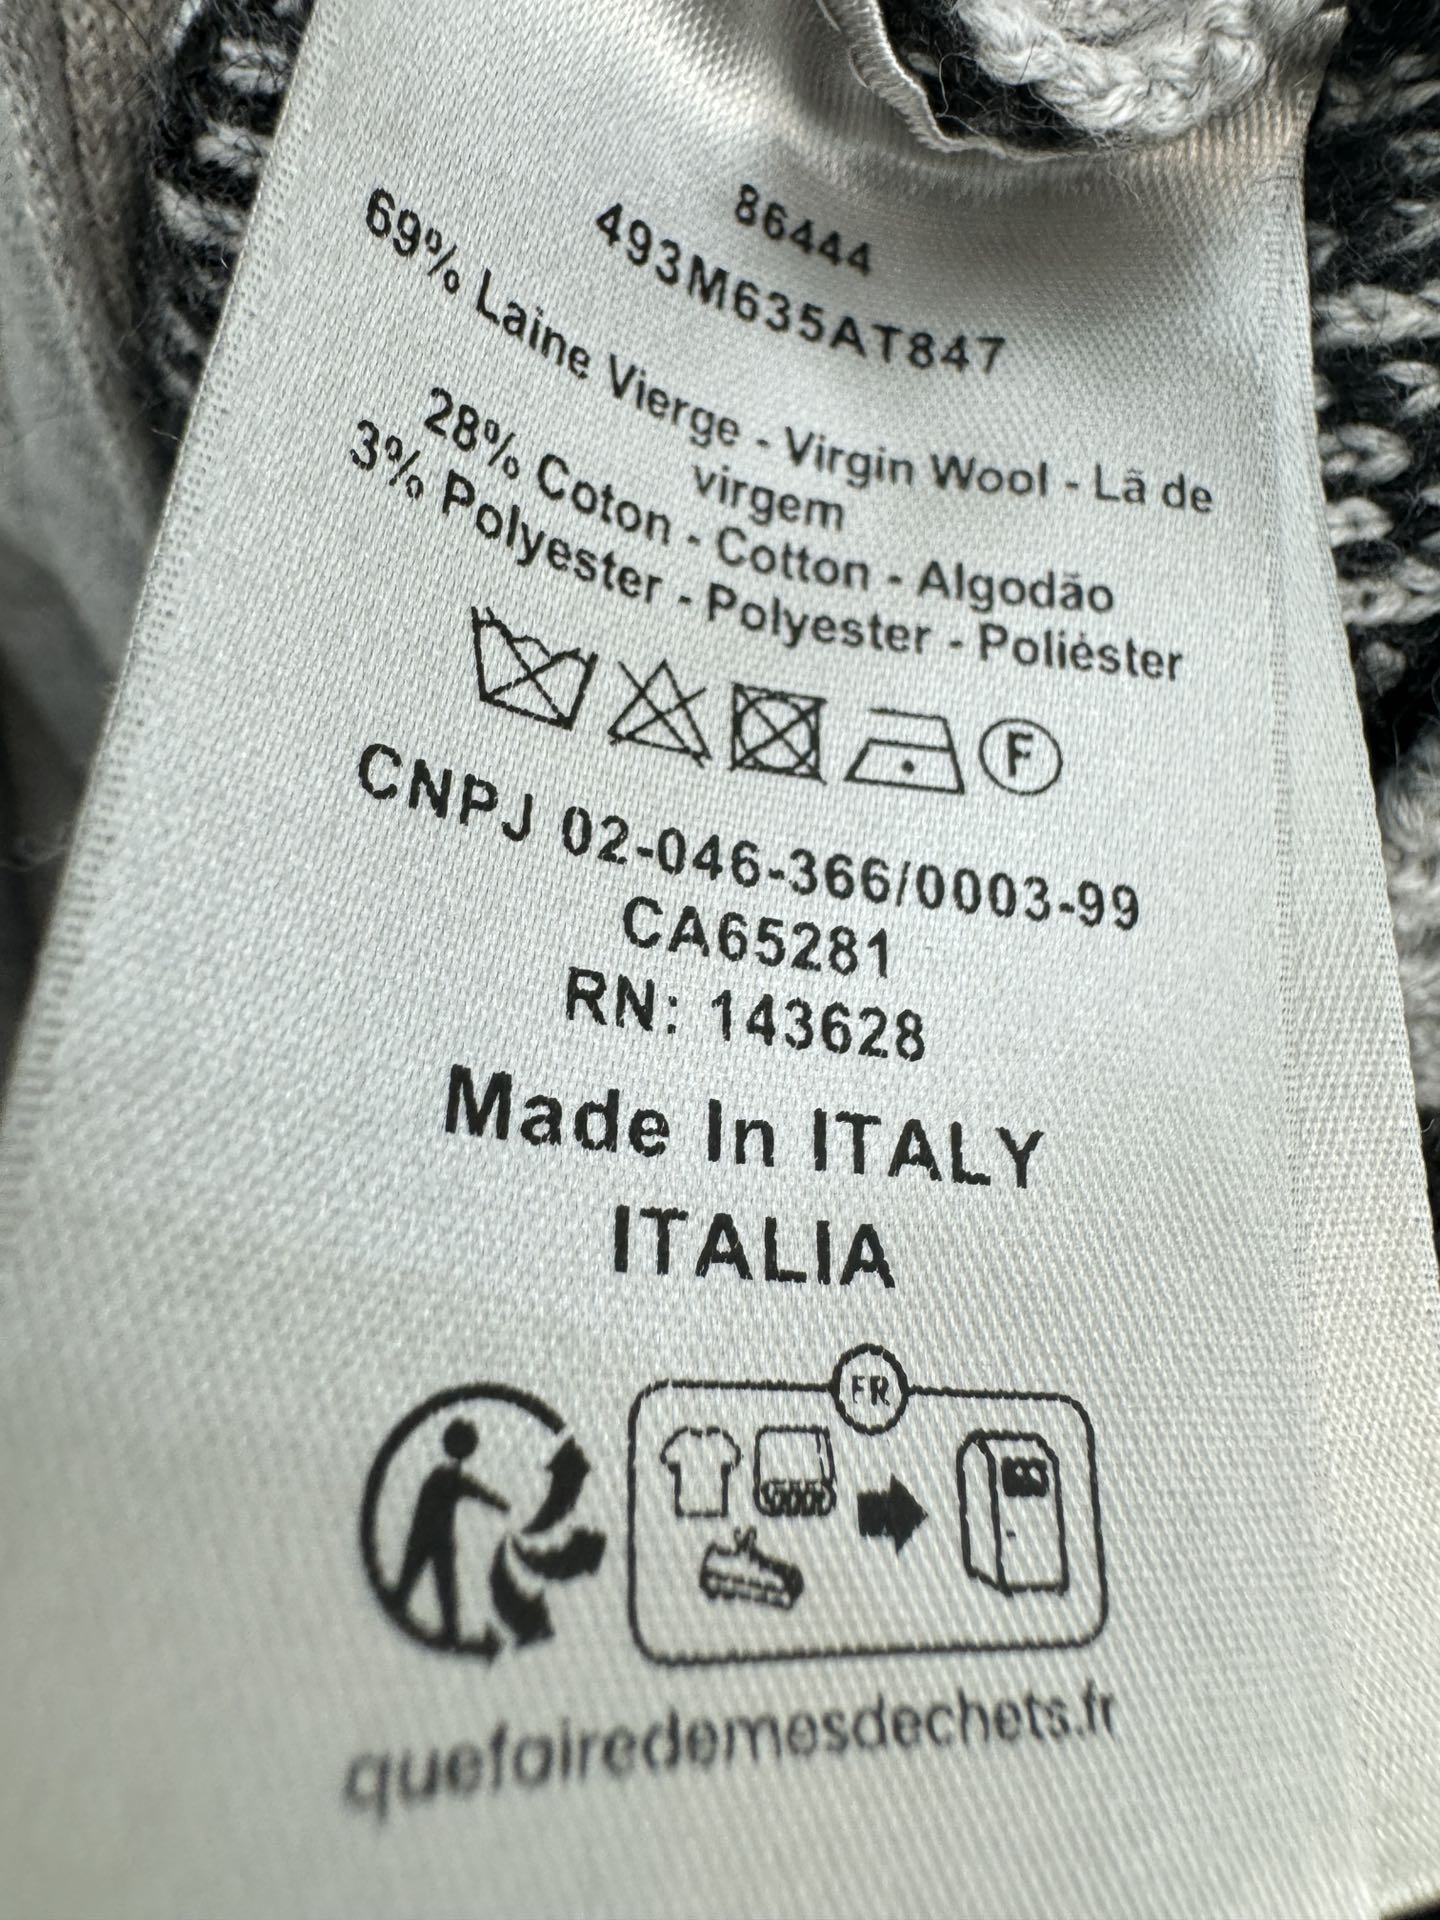 86444
493M635AT847
69% Laine Vierge - Virgin Wool - Lã de
virgem
28% Coton - Cotton - Algodão
3% Polyester - Polyester - Poliéster
F
CNPJ 02-046-366/0003-99
CA65281
RN: 143628
Made In ITALY
ITALIA
FR
quefairedemesdechets.fr